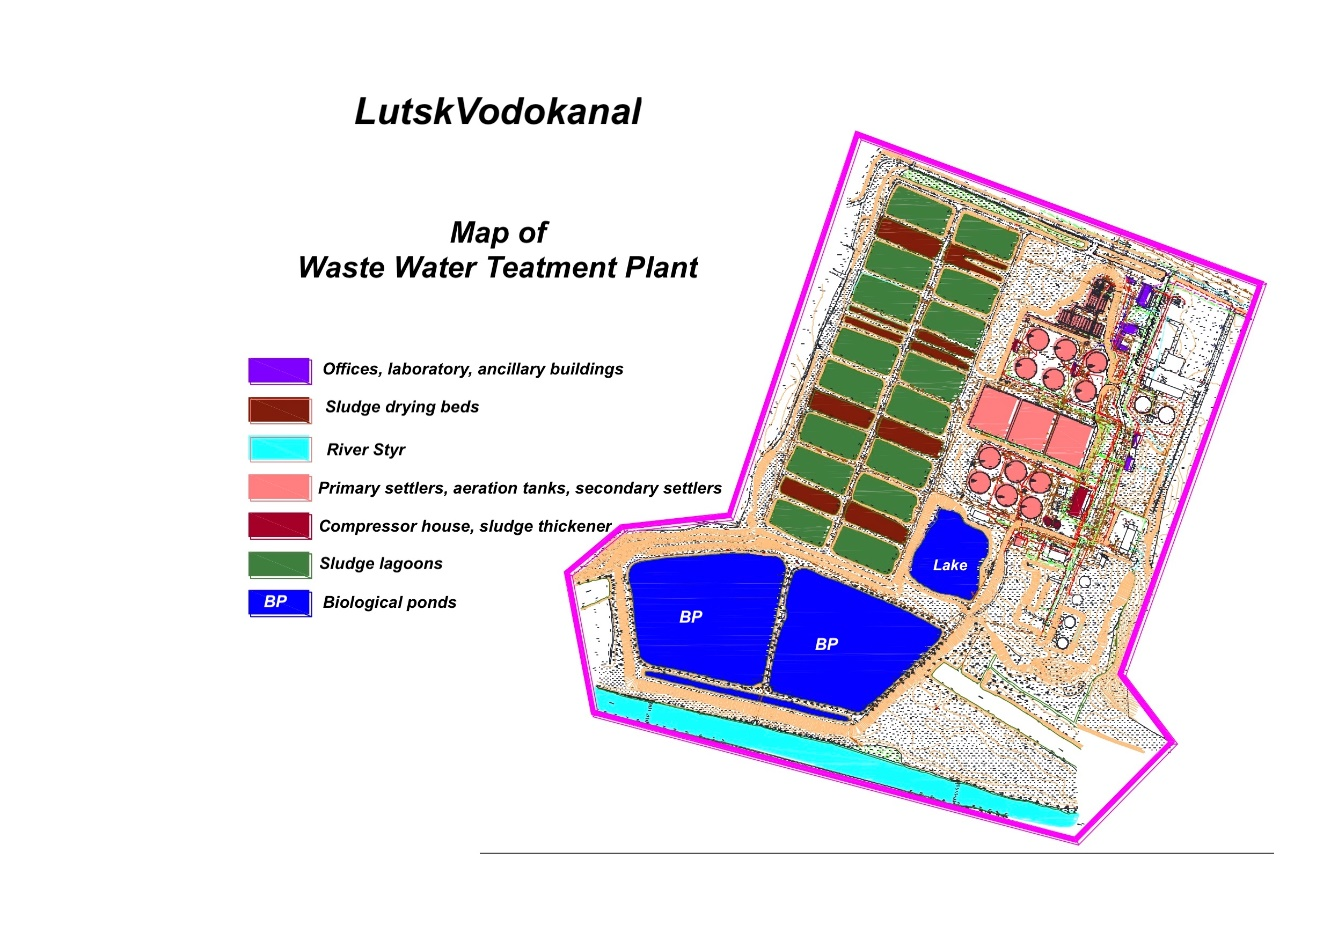 LutskVodokanal
Map of
Waste Water Teatment Plant
Offices, laboratory, ancillary buildings
Sludge drying beds
River Styr
Primary settlers, aeration tanks, secondary settlers
Compressor house, sludge thickener
Sludge lagoons
BP Biological ponds
Lake
BP
BP